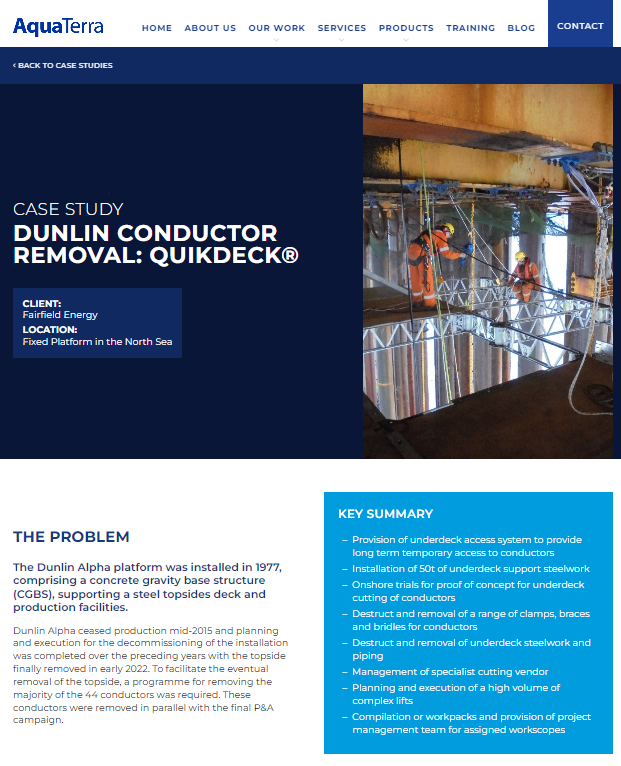 AquaTerra
HOME ABOUT US OUR WORK SERVICES PRODUCTS TRAINING BLOG CONTACT
‹ BACK TO CASE STUDIES
CASE STUDY
DUNLIN CONDUCTOR
REMOVAL: QUIKDECK®
CLIENT:
Fairfield Energy
LOCATION:
Fixed Platform in the North Sea
THE PROBLEM
The Dunlin Alpha platform was installed in 1977,
comprising a concrete gravity base structure
(CGBS), supporting a steel topsides deck and
production facilities.
Dunlin Alpha ceased production mid-2015 and planning
and execution for the decommissioning of the installation
was completed over the preceding years with the topside
finally removed in early 2022. To facilitate the eventual
removal of the topside, a programme for removing the
majority of the 44 conductors was required. These
conductors were removed in parallel with the final P&A
campaign.
KEY SUMMARY
– Provision of underdeck access system to provide
long term temporary access to conductors
– Installation of 50t of underdeck support steelwork
– Onshore trials for proof of concept for underdeck
cutting of conductors
– Destruct and removal of a range of clamps, braces
and bridles for conductors
– Destruct and removal of underdeck steelwork and
piping
– Management of specialist cutting vendor
– Planning and execution of a high volume of
complex lifts
– Compilation or workpacks and provision of project
management team for assigned workscopes